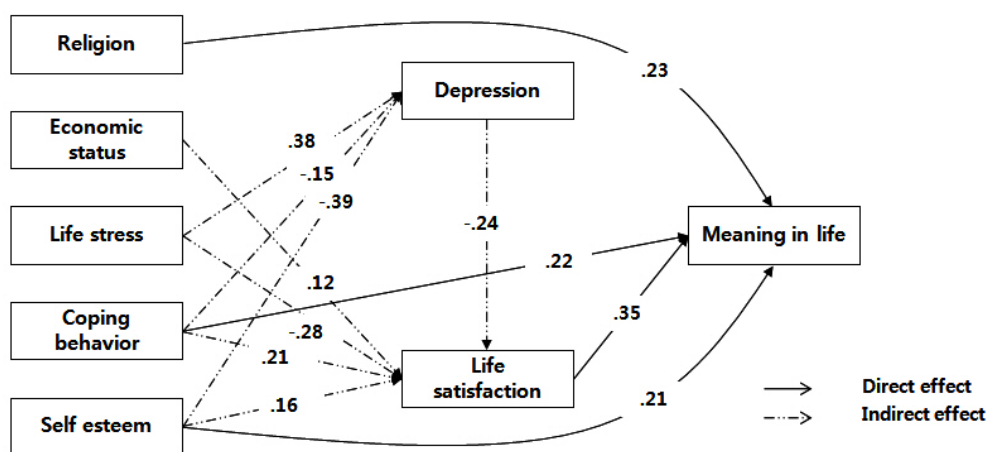 Religion
.23
Depression
Economic
status
.38
-.15
-.39
Life stress
-.24
Meaning in life
.22
.12
Coping
behavior
-.28
.35
.21
Life
satisfaction
.16
.21
Self esteem
Direct effect
Indirect effect